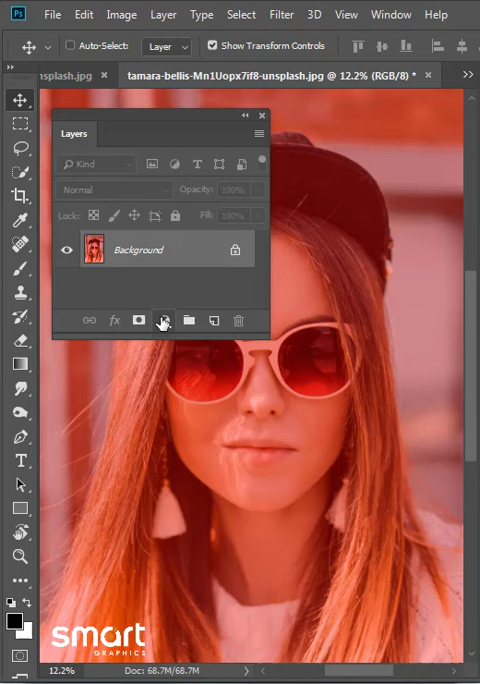 Ps File Edit Image Layer Type Select Filter 3D View Window Help
Auto-Select: Layer Show Transform Controls
nsplash.jpg × tamara-bellis-Mn1Uopx7if8-unsplash.jpg @ 12.2% (RGB/8) * ×
Layers
Kind
Normal Opacity: 100%
Lock: Fill: 100%
Background
fx
smart
GRAPHICS
12.2% Doc: 68.7M/68.7M